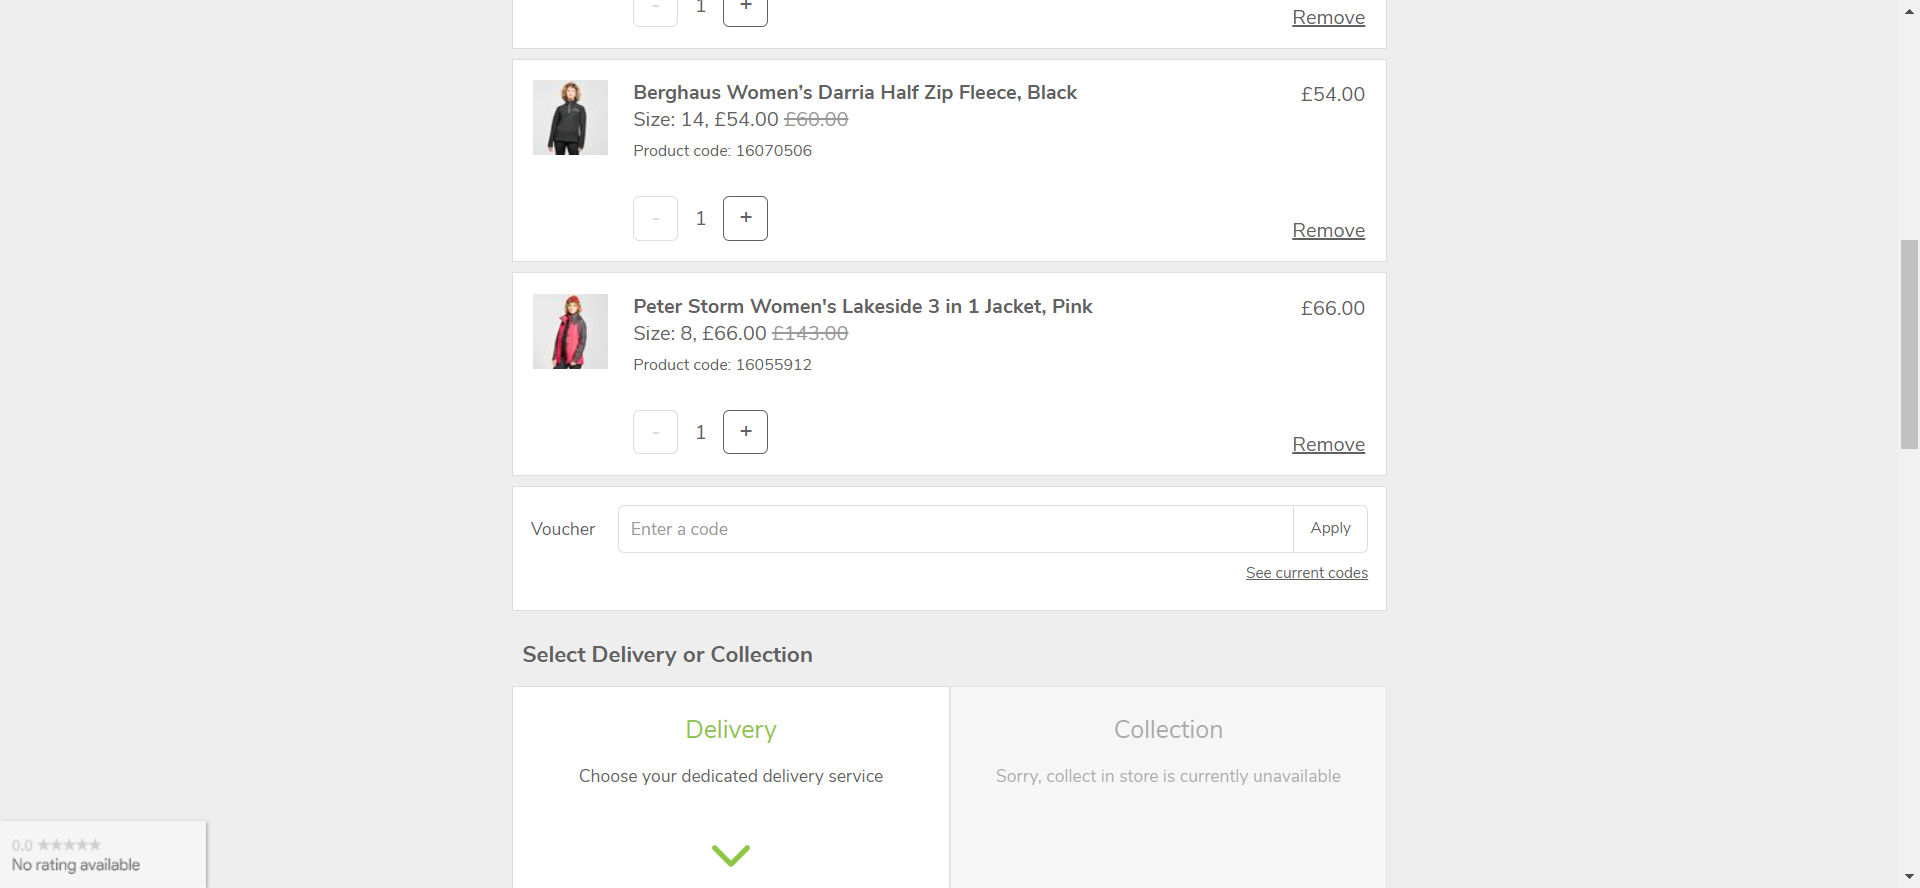 - 1 +
Remove
Berghaus Women’s Darria Half Zip Fleece, Black
£54.00
Size: 14, £54.00 £60.00
Product code: 16070506
- 1 +
Remove
Peter Storm Women's Lakeside 3 in 1 Jacket, Pink
£66.00
Size: 8, £66.00 £143.00
Product code: 16055912
- 1 +
Remove
Voucher
Enter a code
Apply
See current codes
Select Delivery or Collection
Delivery
Choose your dedicated delivery service
Collection
Sorry, collect in store is currently unavailable
0.0 ★★★★★
No rating available